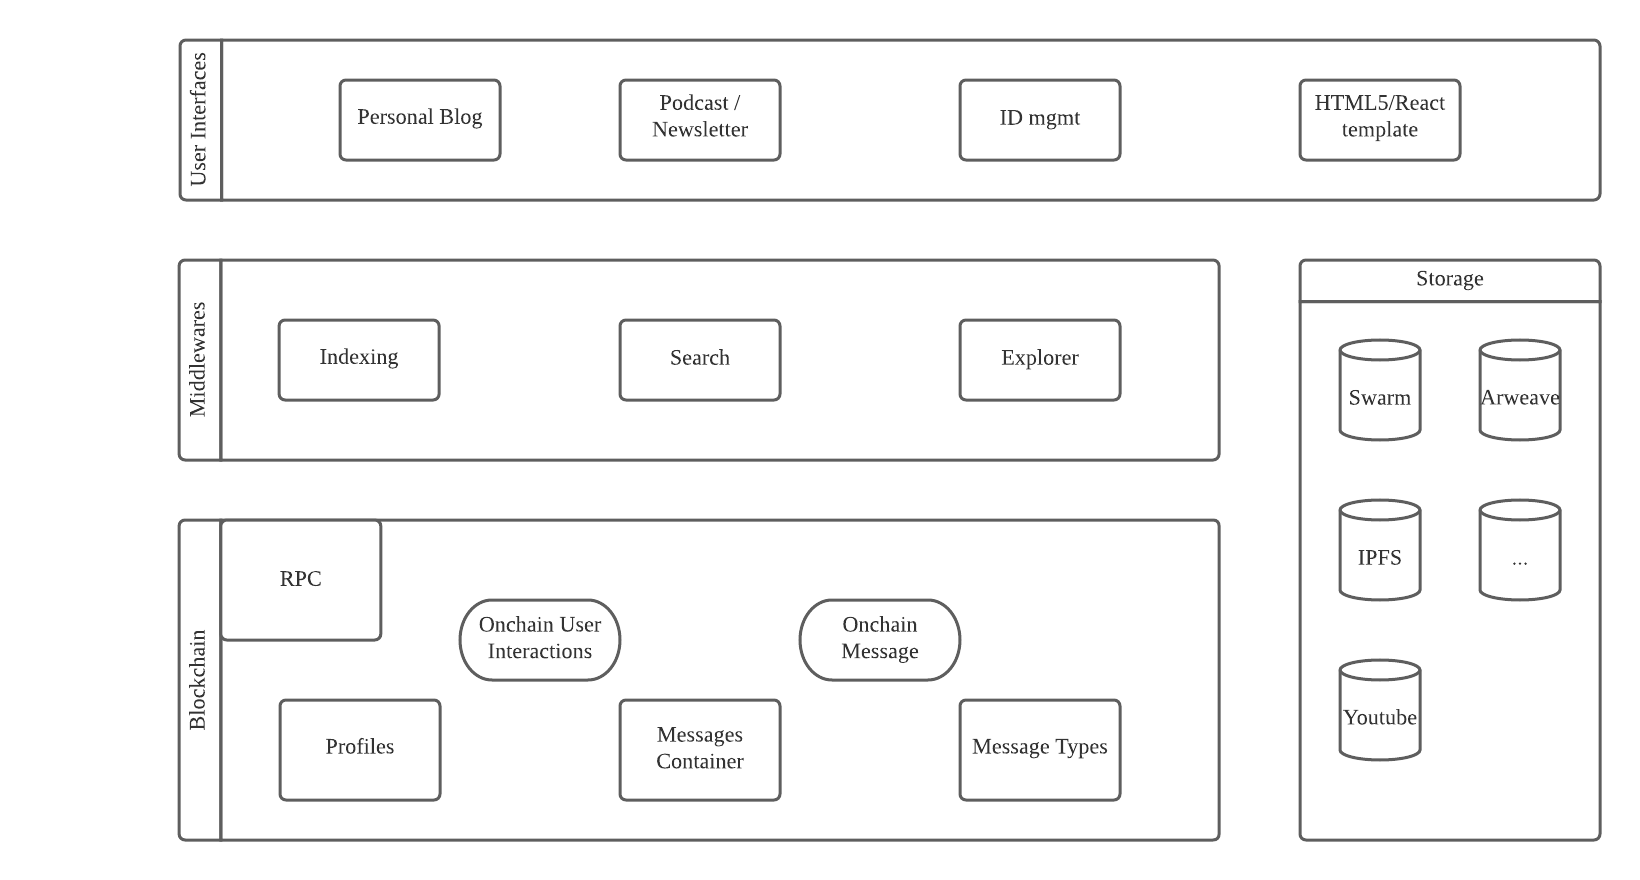 User Interfaces
Personal Blog
Podcast /
Newsletter
ID mgmt
HTML5/React
template
Middlewares
Indexing
Search
Explorer
Storage
Swarm
Arweave
IPFS
...
Youtube
Blockchain
RPC
Onchain User
Interactions
Onchain
Message
Profiles
Messages
Container
Message Types